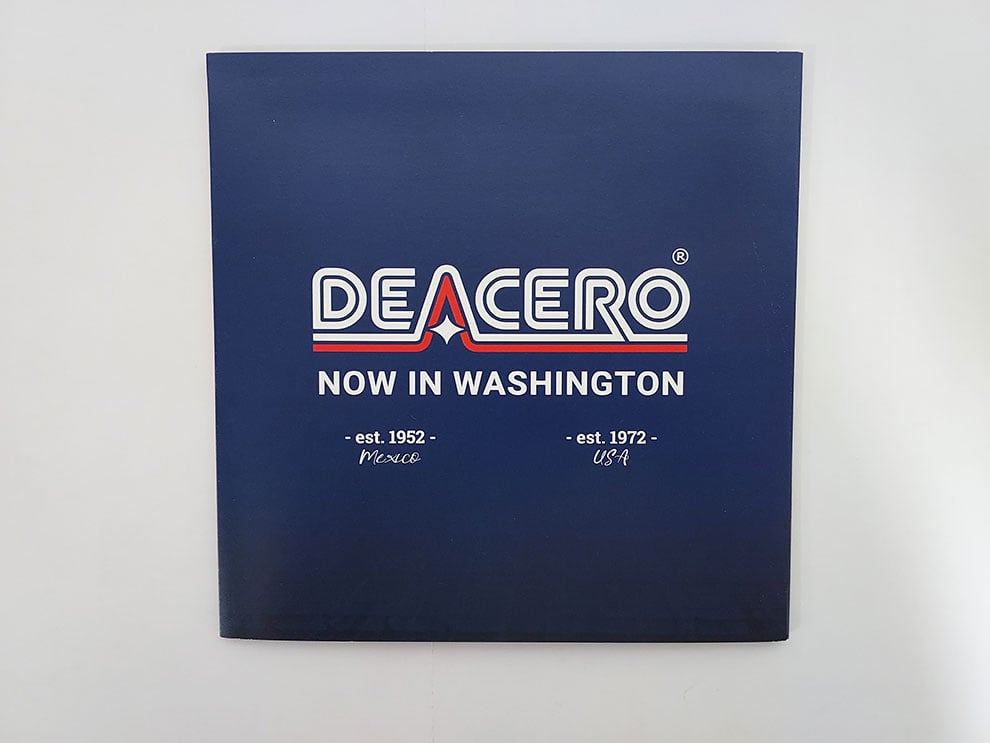 DEACERO®
NOW IN WASHINGTON
- est. 1952 -
Mexico
- est. 1972 -
USA